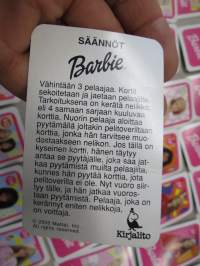 SÄÄNNÖT
Barbie
Vähintään 3 pelaajaa. Kortit
sekoitetaan ja jaetaan pelaajille.
Tarkoituksena on kerätä nelikko,
eli 4 samaan sarjaan kuuluvaa
korttia. Nuorin pelaaja aloittaa
pyytämällä joltakin pelitoveriltaan
korttia, jonka hän tarvitsee muo-
dostaakseen nelikon. Jos tällä on
kyseinen kortti, hänen täytyy
antaa se pyytäjälle, joka saa jat-
kaa pyytämistä muilta pelaajilta,
kunnes hän pyytää korttia, jota
pelitoverilla ei ole. Nyt vuoro siir-
tyy tälle, ja hän jatkaa vuoros-
taan pyytämistä. Pelaaja, joka on
kerännyt eniten nelikkoja,
on voittaja.
Mattel, Inc.
All rights reserved.
Kirjalito